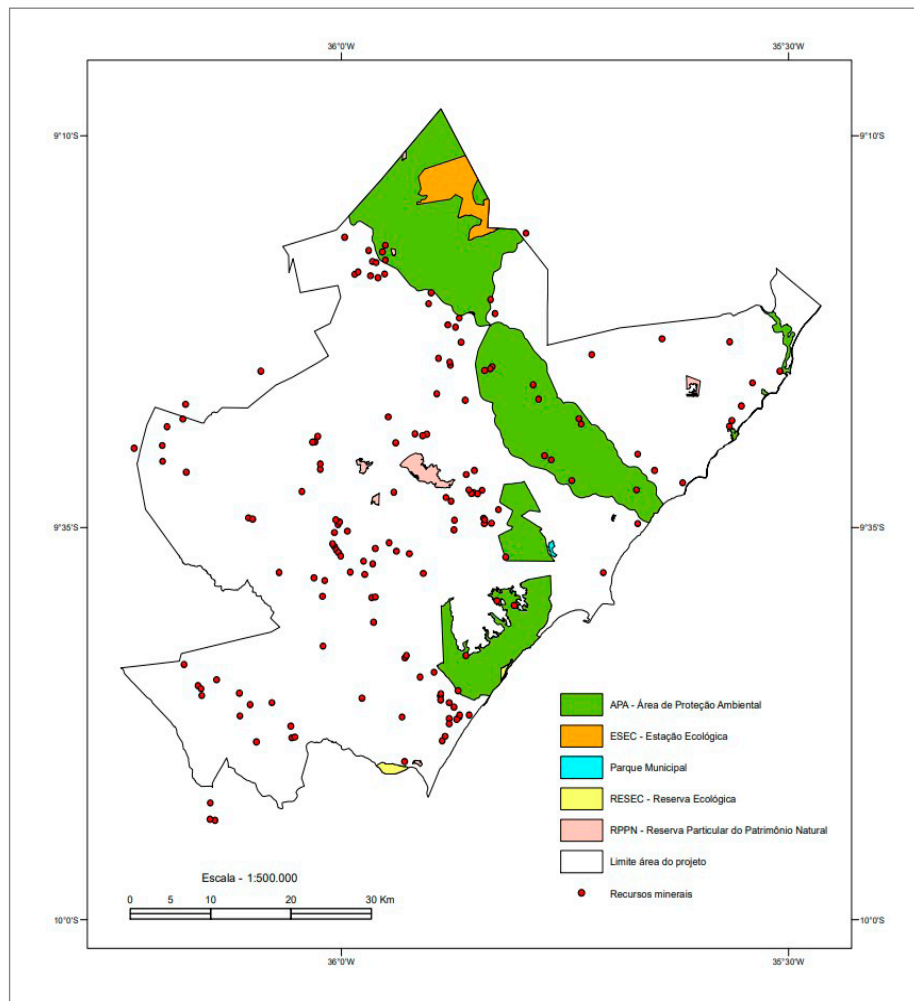 36°0'W 35°30'W
9°10'S 9°10'S
9°35'S 9°35'S
APA - Área de Proteção Ambiental
ESEC - Estação Ecológica
Parque Municipal
RESEC - Reserva Ecológica
RPPN - Reserva Particular do Patrimônio Natural
Limite área do projeto
Recursos minerais
Escala - 1:500.000
0 5 10 20 30 Km
10°0'S 10°0'S
36°0'W 35°30'W